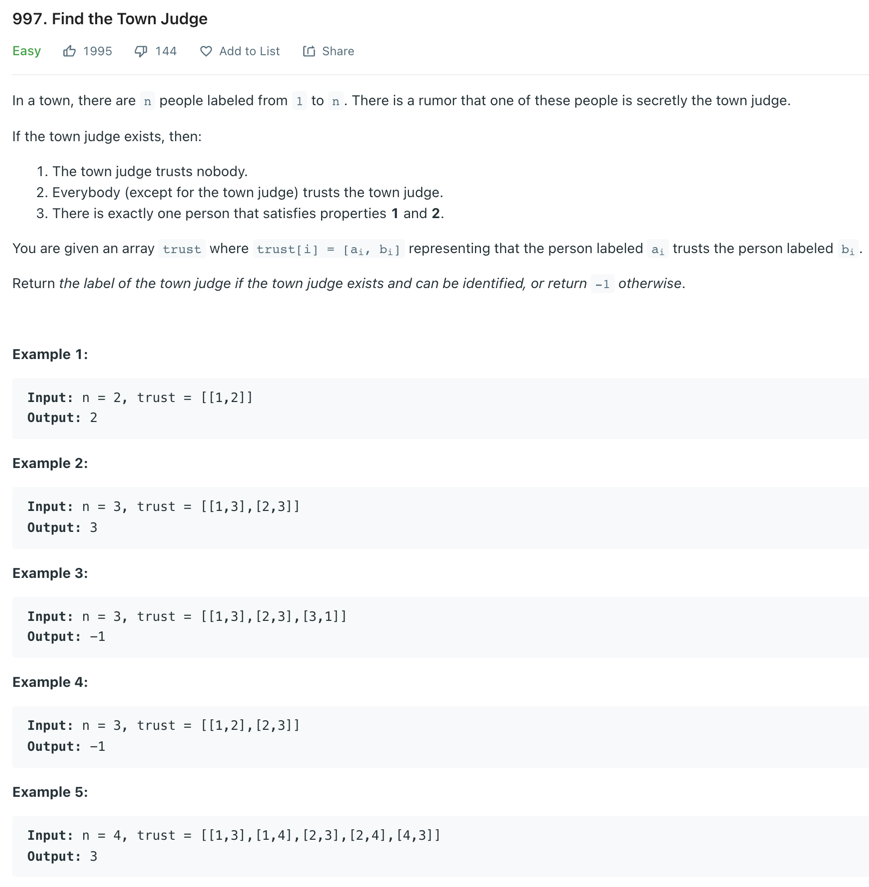 997. Find the Town Judge
Easy 1995 144 Add to List Share
In a town, there are n people labeled from 1 to n. There is a rumor that one of these people is secretly the town judge.
If the town judge exists, then:
1. The town judge trusts nobody.
2. Everybody (except for the town judge) trusts the town judge.
3. There is exactly one person that satisfies properties 1 and 2.
You are given an array trust where trust[i] = [aᵢ, bᵢ] representing that the person labeled aᵢ trusts the person labeled bᵢ.
Return the label of the town judge if the town judge exists and can be identified, or return -1 otherwise.
Example 1:
Input: n = 2, trust = [[1,2]]
Output: 2
Example 2:
Input: n = 3, trust = [[1,3],[2,3]]
Output: 3
Example 3:
Input: n = 3, trust = [[1,3],[2,3],[3,1]]
Output: -1
Example 4:
Input: n = 3, trust = [[1,2],[2,3]]
Output: -1
Example 5:
Input: n = 4, trust = [[1,3],[1,4],[2,3],[2,4],[4,3]]
Output: 3